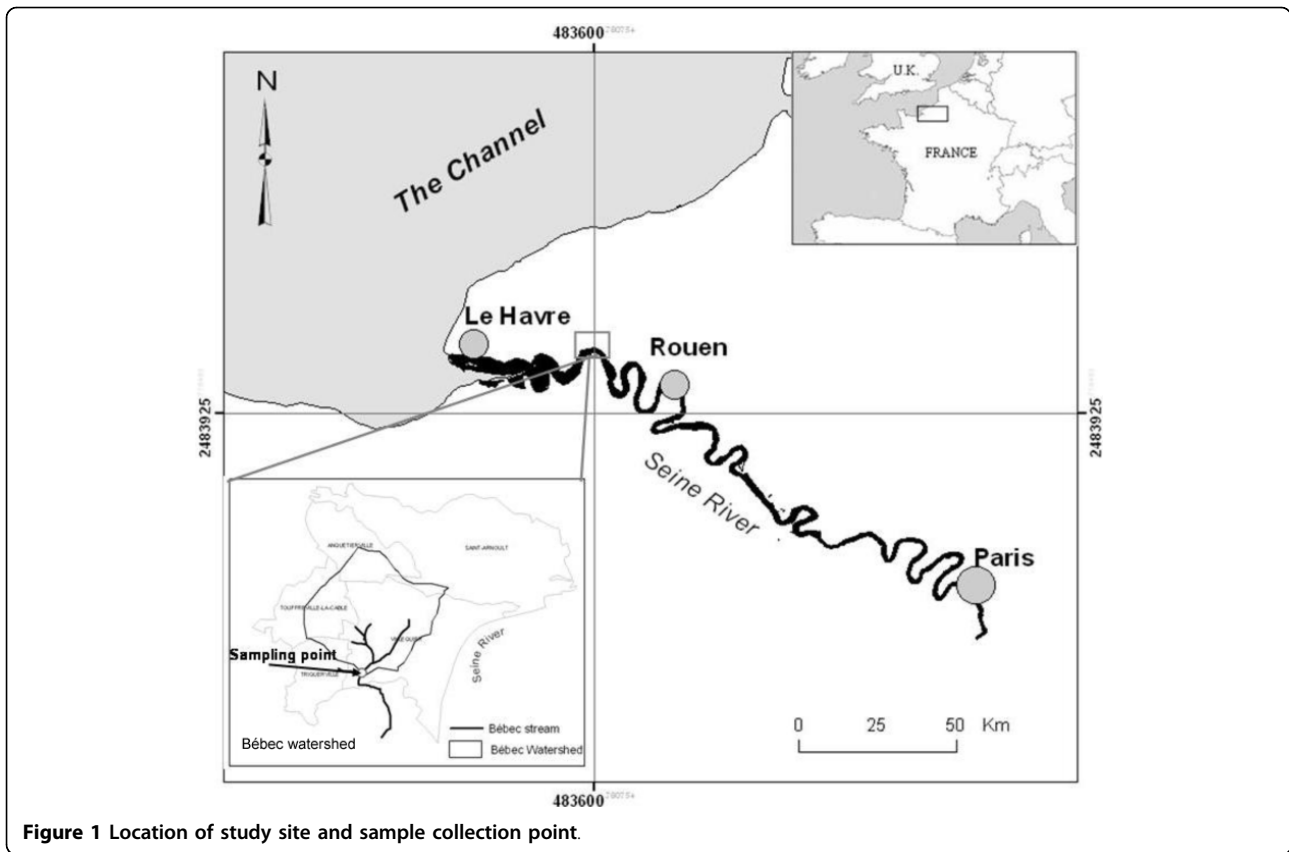 483600
N
The Channel
U.K.
FRANCE
Le Havre
Rouen
2483925
2483925
Seine River
Paris
SAINT-ARNOULT
Seine River
Sampling point
Bébec stream
Bébec Watershed
Bébec watershed
0 25 50 Km
483600
Figure 1 Location of study site and sample collection point.